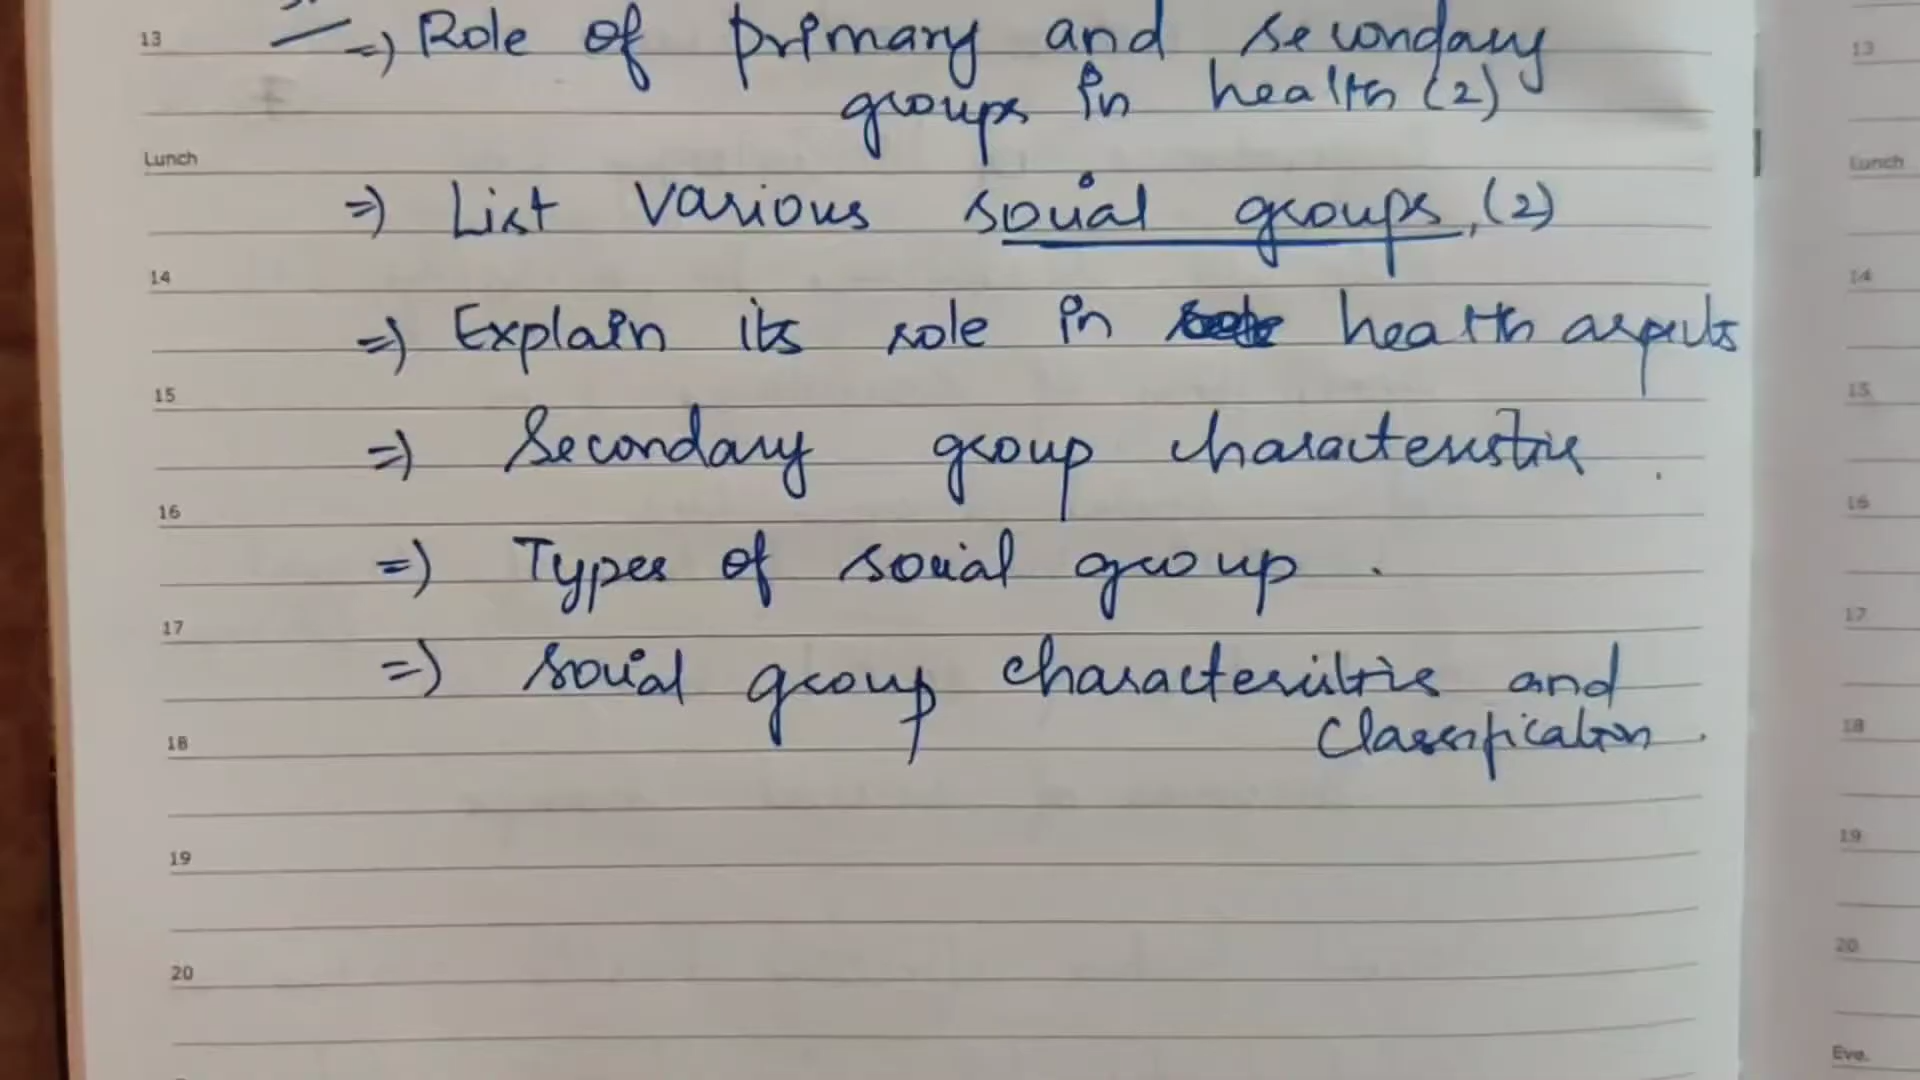 13 => Role of primary and secondary 13
groups in health (2)
Lunch Lunch
=> List various social groups, (2)
14 14
=> Explain its role in health aspects
15 15
=> Secondary group characteristics
16 16
=> Types of social group .
17 17
=> Social group characteristics and
18 Classification . 18
19 19
20 20
Eve.